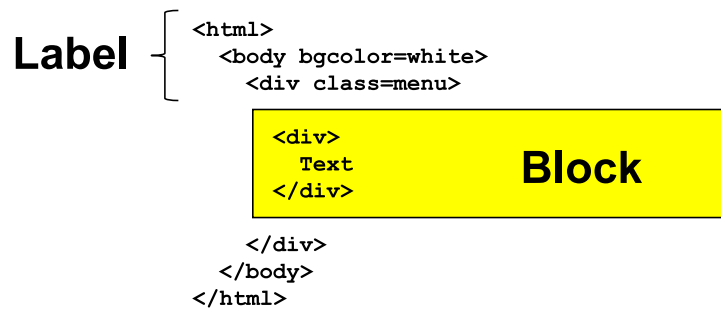 Label
<html>
<body bgcolor=white>
<div class=menu>
<div>
Text
</div>
Block
</div>
</body>
</html>